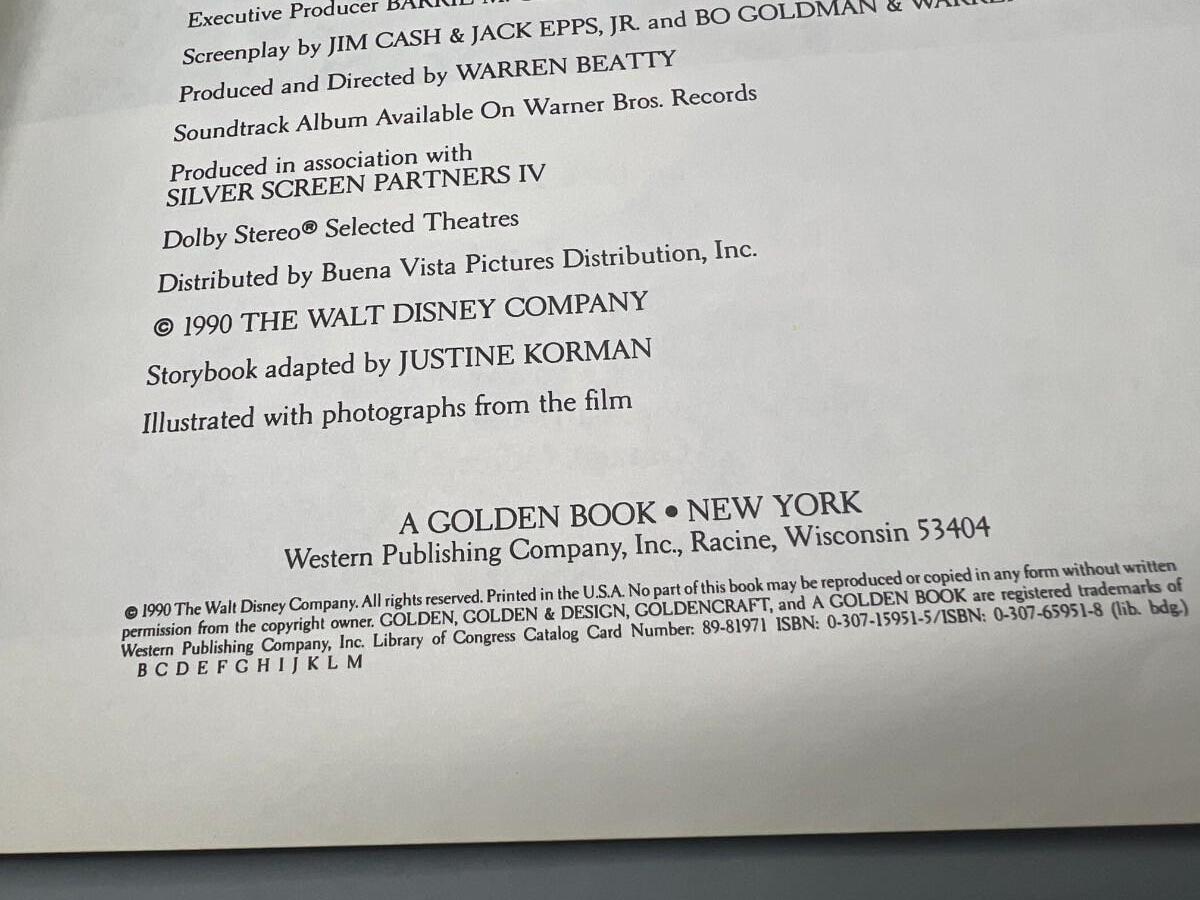 Executive Producer
Screenplay by JIM CASH & JACK EPPS, JR. and BO GOLDMAN &
Produced and Directed by WARREN BEATTY
Soundtrack Album Available On Warner Bros. Records
Produced in association with
SILVER SCREEN PARTNERS IV
Dolby Stereo® Selected Theatres
Distributed by Buena Vista Pictures Distribution, Inc.
© 1990 THE WALT DISNEY COMPANY
Storybook adapted by JUSTINE KORMAN
Illustrated with photographs from the film
A GOLDEN BOOK • NEW YORK
Western Publishing Company, Inc., Racine, Wisconsin 53404
© 1990 The Walt Disney Company. All rights reserved. Printed in the U.S.A. No part of this book may be reproduced or copied in any form without written
permission from the copyright owner. GOLDEN, GOLDEN & DESIGN, GOLDENCRAFT, and A GOLDEN BOOK are registered trademarks of
Western Publishing Company, Inc. Library of Congress Catalog Card Number: 89-81971 ISBN: 0-307-15951-5/ISBN: 0-307-65951-8 (lib. bdg.)
B C D E F G H I J K L M